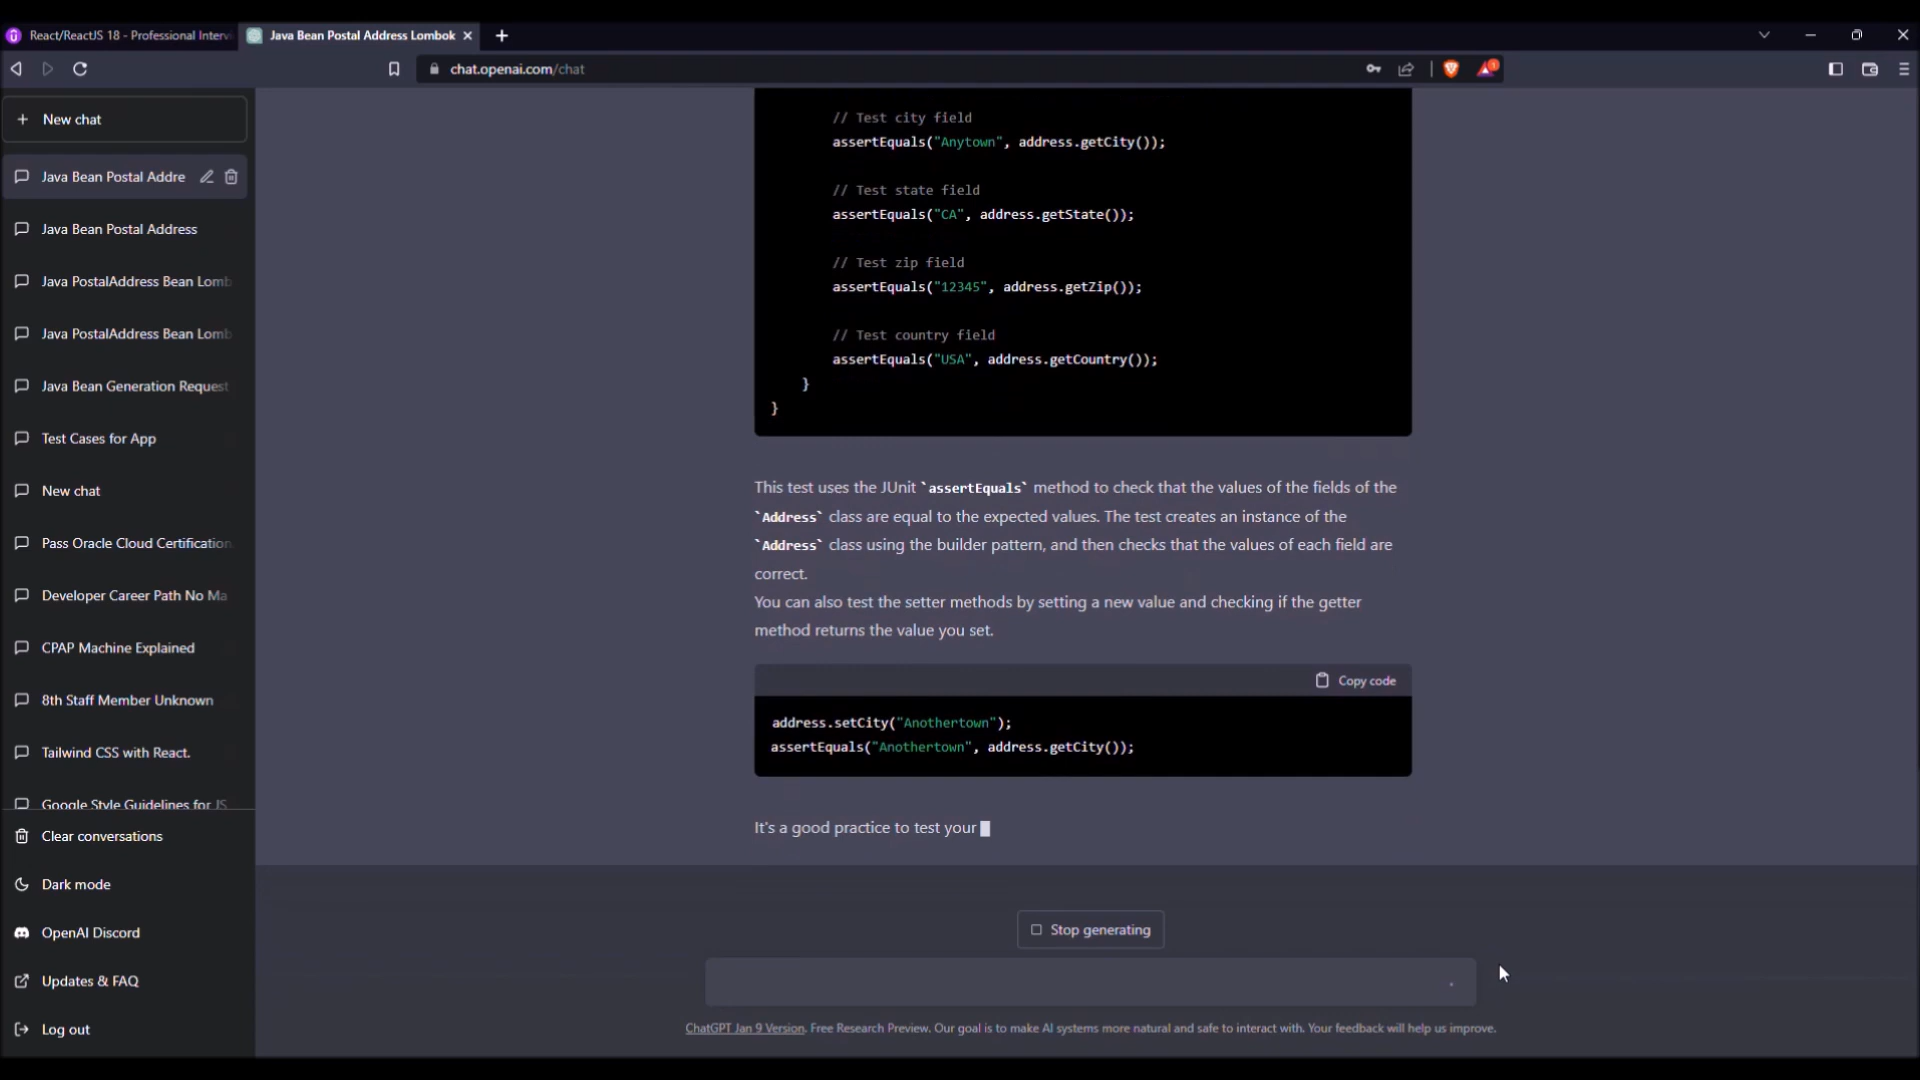 React/ReactJS 18 - Professional Interv
Java Bean Postal Address Lombok
chat.openai.com/chat
New chat
Java Bean Postal Addre
Java Bean Postal Address
Java PostalAddress Bean Lomb
Java PostalAddress Bean Lomb
Java Bean Generation Request
Test Cases for App
New chat
Pass Oracle Cloud Certification
Developer Career Path No Ma
CPAP Machine Explained
8th Staff Member Unknown
Tailwind CSS with React.
Google Style Guidelines for JS
Clear conversations
Dark mode
OpenAI Discord
Updates & FAQ
Log out
// Test city field
assertEquals("Anytown", address.getCity());
// Test state field
assertEquals("CA", address.getState());
// Test zip field
assertEquals("12345", address.getZip());
// Test country field
assertEquals("USA", address.getCountry());
}
}
This test uses the JUnit `assertEquals` method to check that the values of the fields of the
`Address` class are equal to the expected values. The test creates an instance of the
`Address` class using the builder pattern, and then checks that the values of each field are
correct.
You can also test the setter methods by setting a new value and checking if the getter
method returns the value you set.
Copy code
address.setCity("Anothertown");
assertEquals("Anothertown", address.getCity());
It's a good practice to test your
Stop generating
ChatGPT Jan 9 Version. Free Research Preview. Our goal is to make AI systems more natural and safe to interact with. Your feedback will help us improve.